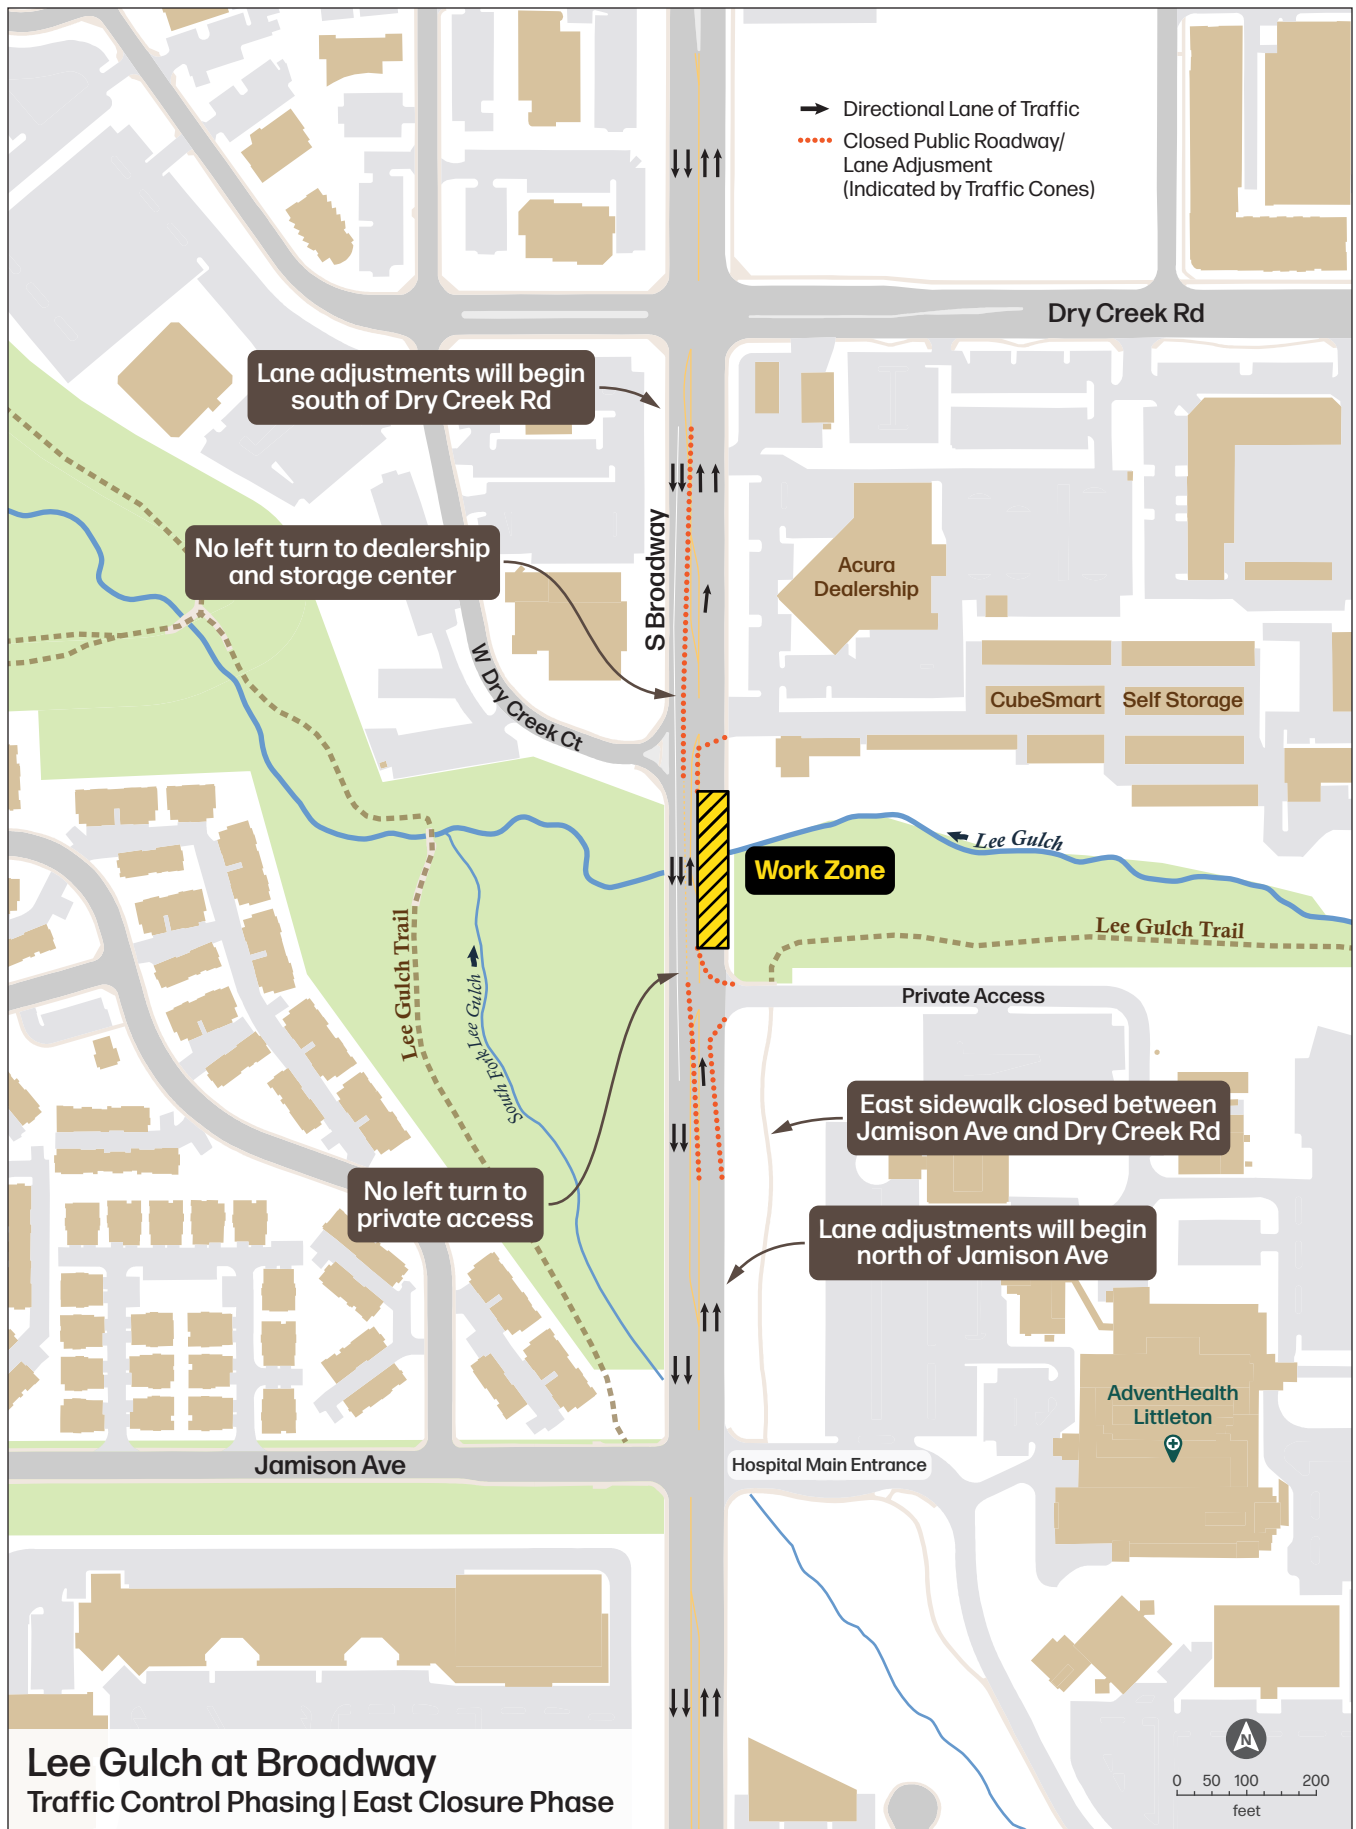 Directional Lane of Traffic
Closed Public Roadway/
Lane Adjusment
(Indicated by Traffic Cones)
Dry Creek Rd
Lane adjustments will begin
south of Dry Creek Rd
No left turn to dealership
and storage center
S Broadway
Acura
Dealership
W Dry Creek Ct
CubeSmart
Self Storage
Lee Gulch
Work Zone
Lee Gulch Trail
Lee Gulch Trail
South Fork Lee Gulch
Private Access
East sidewalk closed between
Jamison Ave and Dry Creek Rd
No left turn to
private access
Lane adjustments will begin
north of Jamison Ave
AdventHealth
Littleton
Jamison Ave
Hospital Main Entrance
Lee Gulch at Broadway
Traffic Control Phasing | East Closure Phase
N
0 50 100 200
feet